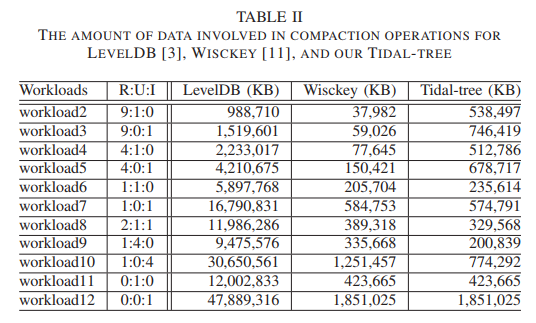 TABLE II
THE AMOUNT OF DATA INVOLVED IN COMPACTION OPERATIONS FOR
LEVELDB [3], WISCKEY [11], AND OUR TIDAL-TREE
Workloads R:U:I LevelDB (KB) Wisckey (KB) Tidal-tree (KB)
workload2 9:1:0 988,710 37,982 538,497
workload3 9:0:1 1,519,601 59,026 746,419
workload4 4:1:0 2,233,017 77,645 512,786
workload5 4:0:1 4,210,675 150,421 678,717
workload6 1:1:0 5,897,768 205,704 235,614
workload7 1:0:1 16,790,831 584,753 574,791
workload8 2:1:1 11,986,286 389,318 329,568
workload9 1:4:0 9,475,576 335,668 200,839
workload10 1:0:4 30,650,561 1,251,457 774,292
workload11 0:1:0 12,002,833 423,665 423,665
workload12 0:0:1 47,889,316 1,851,025 1,851,025